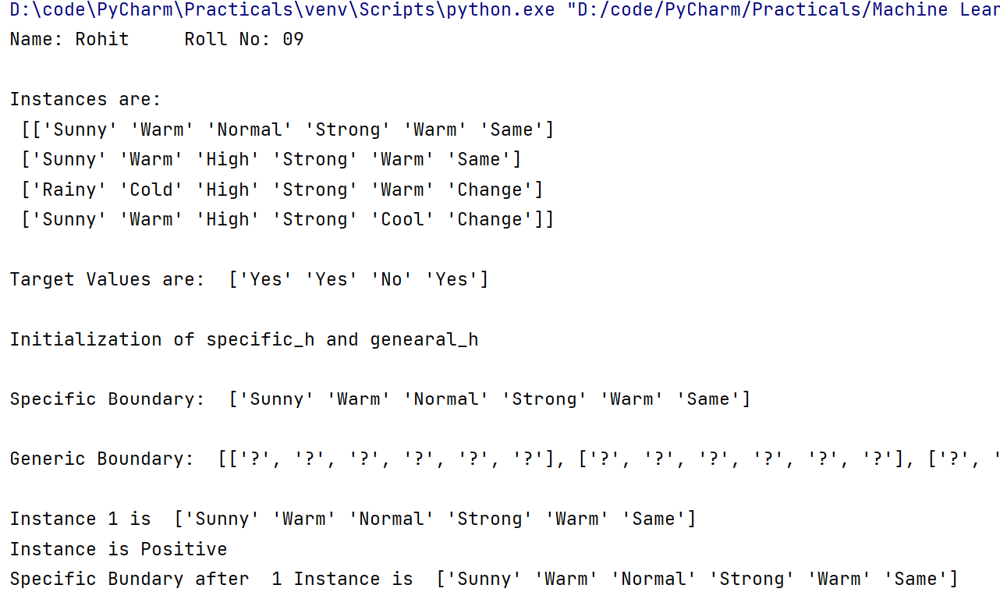 D:\code\PyCharm\Practicals\venv\Scripts\python.exe "D:/code/PyCharm/Practicals/Machine Lear
Name: Rohit     Roll No: 09
Instances are:
 [['Sunny' 'Warm' 'Normal' 'Strong' 'Warm' 'Same']
 ['Sunny' 'Warm' 'High' 'Strong' 'Warm' 'Same']
 ['Rainy' 'Cold' 'High' 'Strong' 'Warm' 'Change']
 ['Sunny' 'Warm' 'High' 'Strong' 'Cool' 'Change']]
Target Values are:  ['Yes' 'Yes' 'No' 'Yes']
Initialization of specific_h and genearal_h
Specific Boundary:  ['Sunny' 'Warm' 'Normal' 'Strong' 'Warm' 'Same']
Generic Boundary:  [['?', '?', '?', '?', '?', '?'], ['?', '?', '?', '?', '?', '?'], ['?', '
Instance 1 is  ['Sunny' 'Warm' 'Normal' 'Strong' 'Warm' 'Same']
Instance is Positive
Specific Bundary after  1 Instance is  ['Sunny' 'Warm' 'Normal' 'Strong' 'Warm' 'Same']